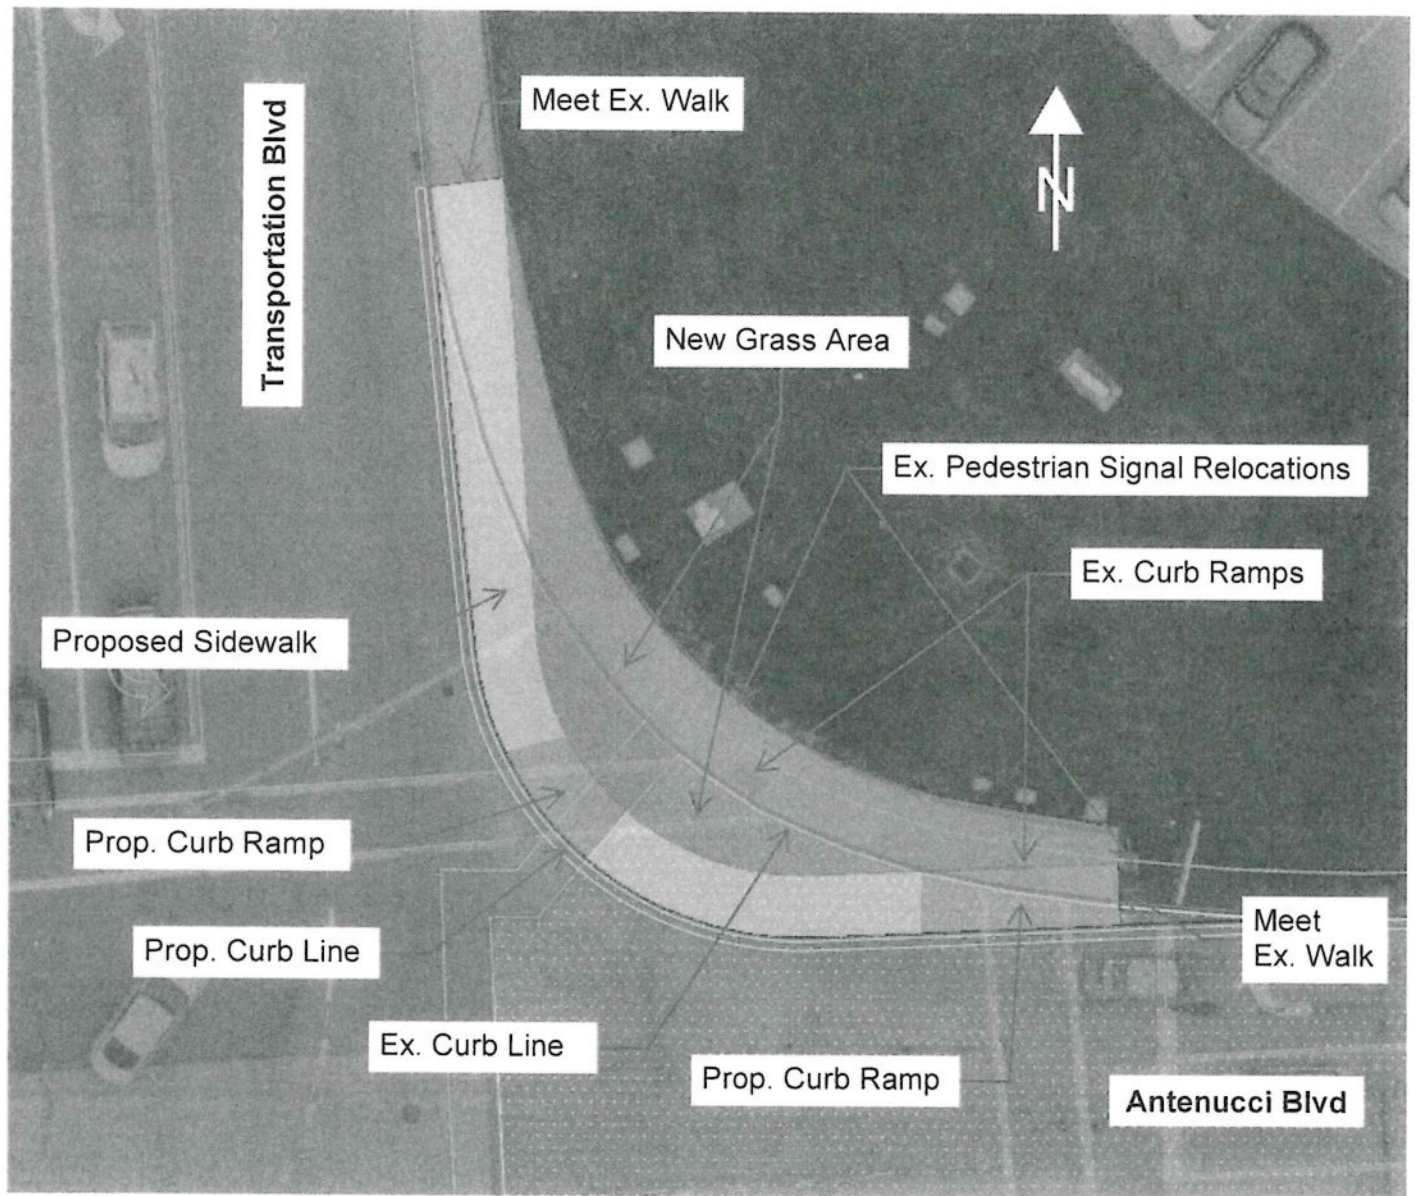 Meet Ex. Walk
Transportation Blvd
N
New Grass Area
Ex. Pedestrian Signal Relocations
Ex. Curb Ramps
Proposed Sidewalk
Prop. Curb Ramp
Prop. Curb Line
Meet
Ex. Walk
Ex. Curb Line
Prop. Curb Ramp
Antenucci Blvd